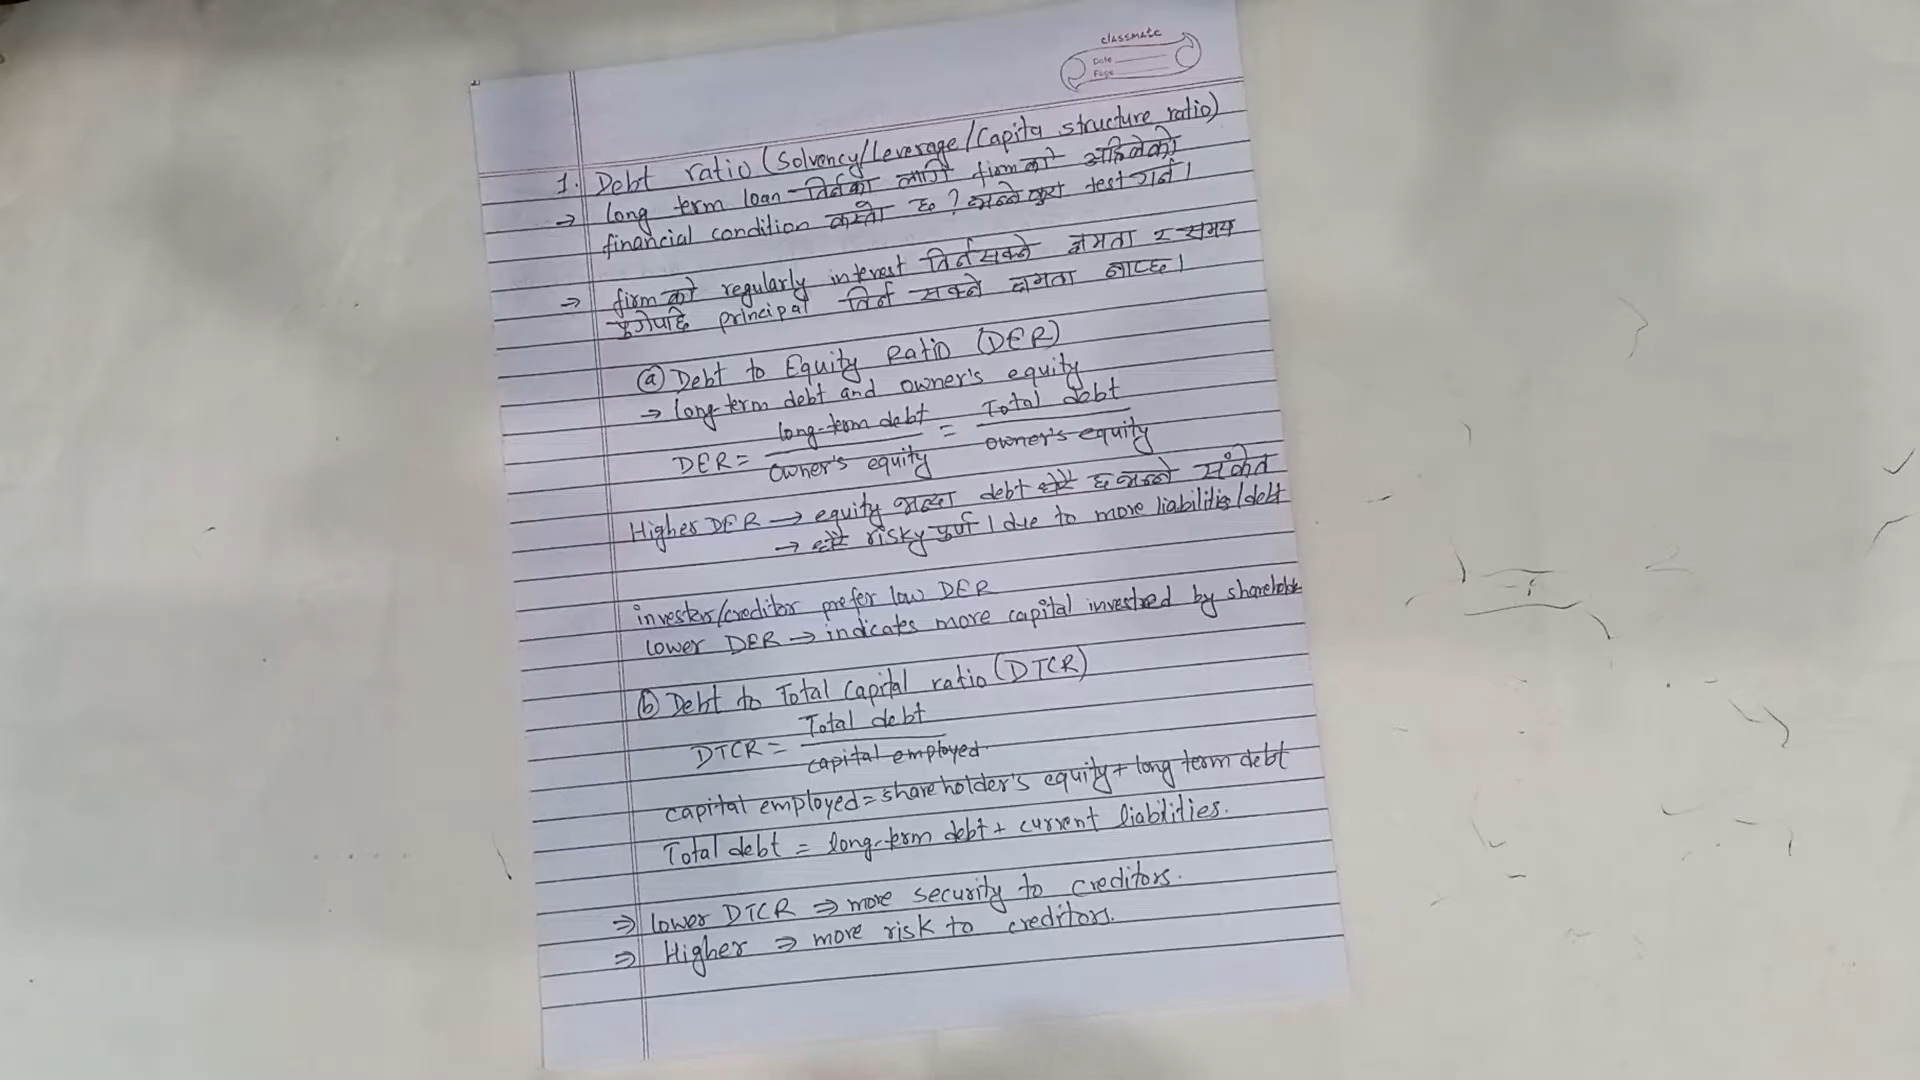 classmate
Date
Page
1. Debt ratio (Solvency/Leverage/Capita structure ratio)
→ long term loan तिर्नका लागि firm को अहिलेको
financial condition कस्तो छ? भन्ने कुरा test गर्न।
→ firm को regularly interest तिर्नसक्ने क्षमता र समय
पुगेपछि principal तिर्न सक्ने क्षमता नाप्छ।
(a) Debt to Equity Ratio (DER)
→ long-term debt and owner's equity
DER = long-term debt / owner's equity = Total debt / owner's equity
Higher DER → equity भन्दा debt धेरै छ भन्ने संकेत
→ धेरै risky पूर्ण | due to more liabilities/debt
investors/creditor prefer low DER
lower DER → indicates more capital invested by shareholder
(b) Debt to Total Capital ratio (DTCR)
DTCR = Total debt / capital employed
capital employed = shareholder's equity + long term debt
Total debt = long-term debt + current liabilities.
⇒ lower DTCR ⇒ more security to creditors.
⇒ Higher ⇒ more risk to creditors.